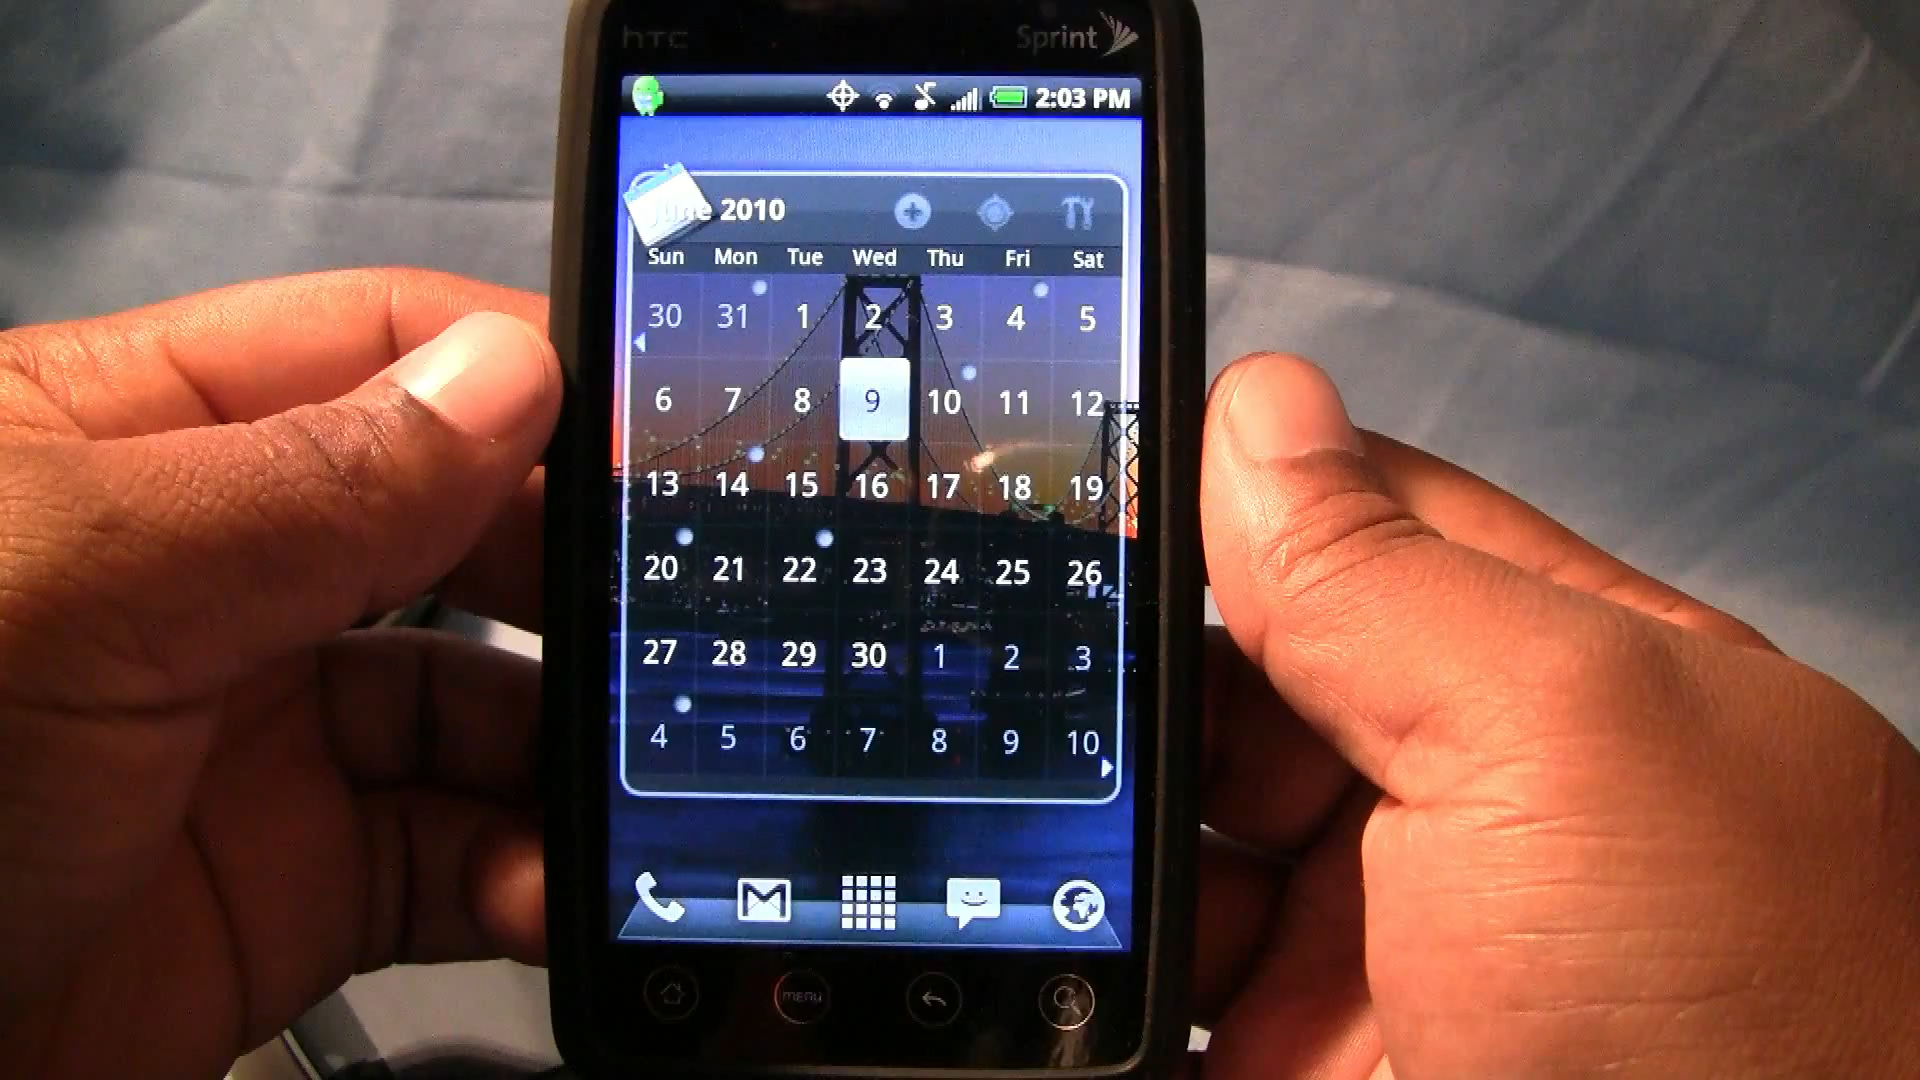 hTC Sprint
2:03 PM
June 2010
Sun Mon Tue Wed Thu Fri Sat
30 31 1 2 3 4 5
6 7 8 9 10 11 12
13 14 15 16 17 18 19
20 21 22 23 24 25 26
27 28 29 30 1 2 3
4 5 6 7 8 9 10
menu